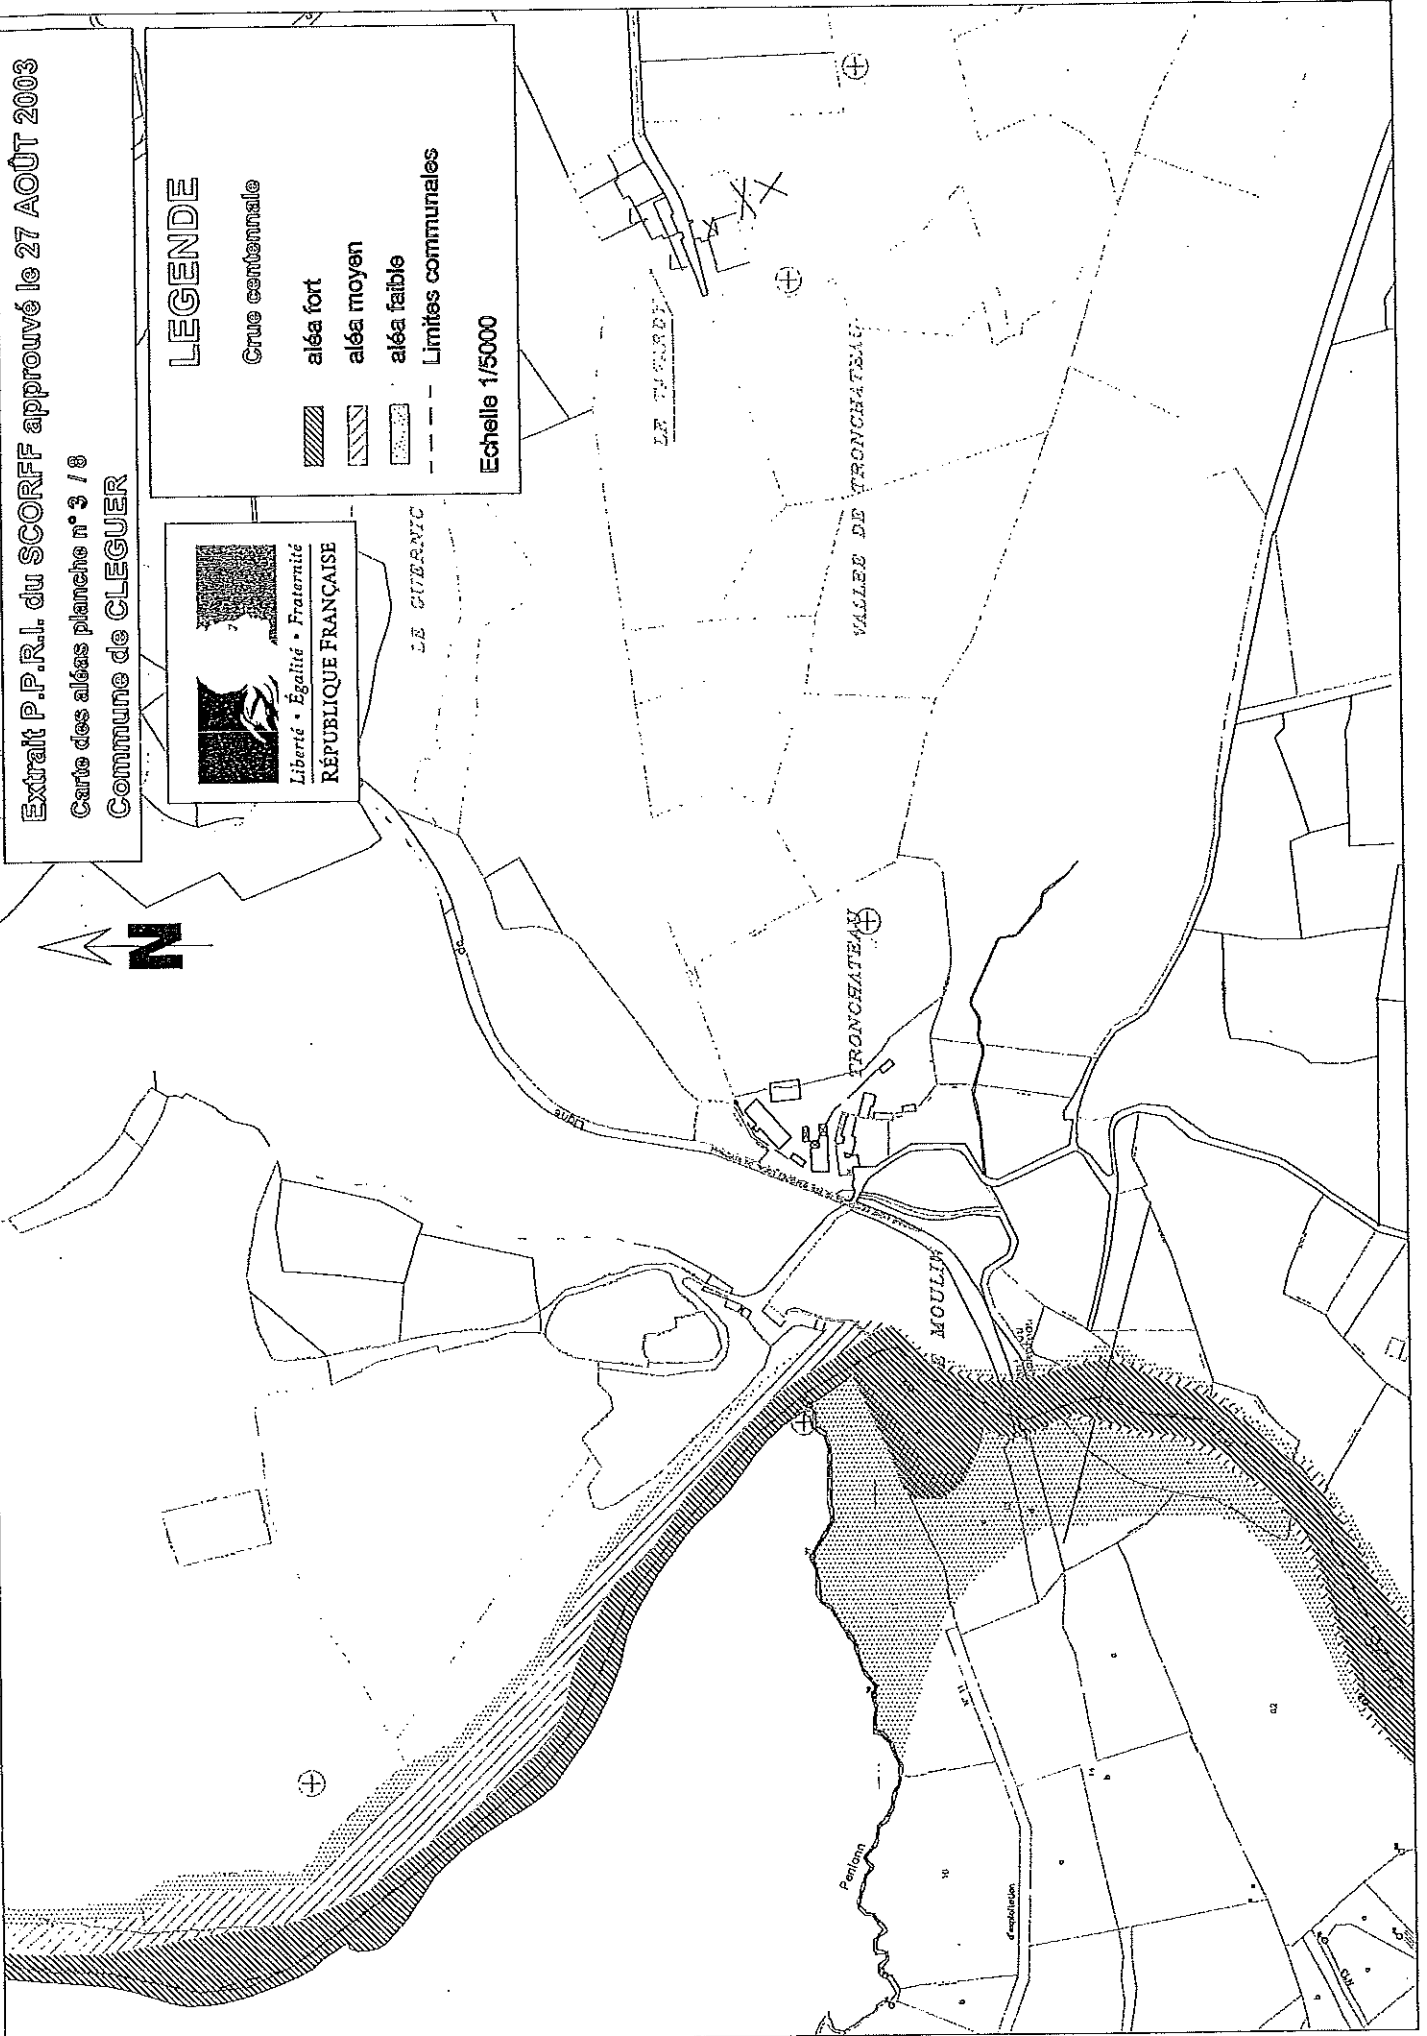 Extrait P.P.R.I. du SCORFF approuvé le 27 AOÛT 2003
Carte des aléas planche n° 3 / 8
Commune de CLEGUER
LEGENDE
Crue centennale
aléa fort
aléa moyen
aléa faible
Limites communales
Echelle 1/5000
Liberté • Égalité • Fraternité
RÉPUBLIQUE FRANÇAISE
N
LE GUERNIC
VALLEE DE TRONCHATEAU
TRONCHATEAU
MOULIN
Ligne
Penlann
d'exploitation